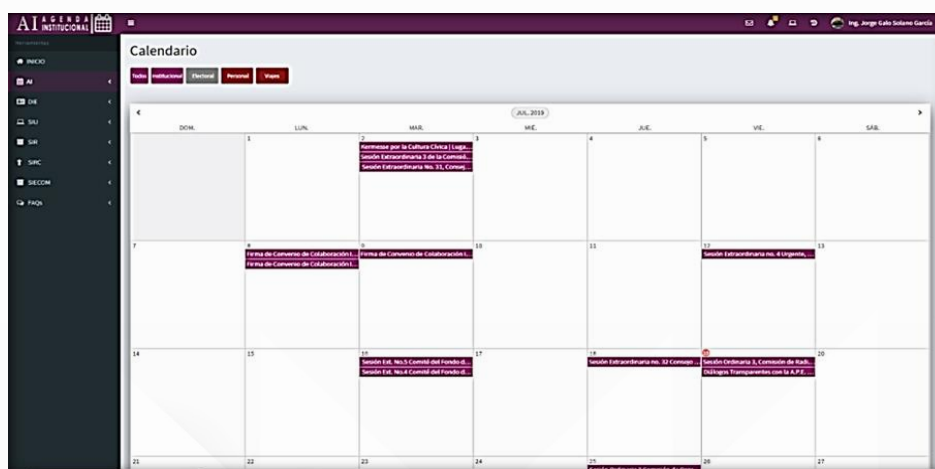 AI AGENDA INSTITUCIONAL
Ing. Jorge Galo Solano García
Herramientas
INICIO
AI
DIE
SIU
SIR
SIRC
SIECOM
FAQs
Calendario
Todos Institucional Electoral Personal Viajes
JUL. 2019
DOM. LUN. MAR. MIÉ. JUE. VIE. SÁB.
1 2 3 4 5 6
Kermesse por la Cultura Cívica | Luga...
Sesión Extraordinaria 3 de la Comisió...
Sesión Extraordinaria No. 31, Consej...
7 8 9 10 11 12 13
Firma de Convenio de Colaboración I... Firma de Convenio de Colaboración I... Sesión Extraordinaria no. 4 Urgente, ...
Firma de Convenio de Colaboración I...
14 15 16 17 18 19 20
Sesión Ext. No.5 Comité del Fondo d... Sesión Extraordinaria no. 32 Consejo ... Sesión Ordinaria 3, Comisión de Radi...
Sesión Ext. No.4 Comité del Fondo d... Diálogos Transparentes con la A.P.E. ...
21 22 23 24 25 26 27